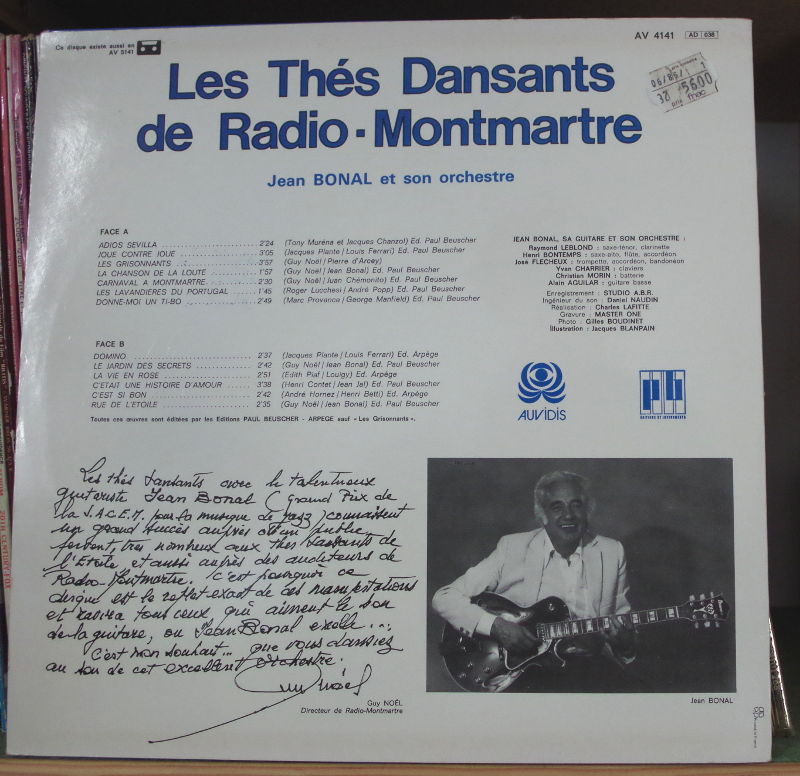 Ce disque existe aussi en
AV 5141
AV 4141 AD 038
Les Thés Dansants
de Radio-Montmartre
5600
fnac
Jean BONAL et son orchestre
FACE A
ADIOS SEVILLA 2'24 (Tony Muréna et Jacques Chanzol) Ed. Paul Beuscher
JOUE CONTRE JOUE 3'05 (Jacques Plante / Louis Ferrari) Ed. Paul Beuscher
LES GRISONNANTS 3'57 (Guy Noël / Pierre d'Arcey)
LA CHANSON DE LA LOUTE 1'57 (Guy Noël / Jean Bonal) Ed. Paul Beuscher
CARNAVAL A MONTMARTRE 2'30 (Guy Noël / Juan Chémonito) Ed. Paul Beuscher
LES LAVANDIERES DU PORTUGAL 1'45 (Roger Lucchesi / André Popp) Ed. Paul Beuscher
DONNE-MOI UN TI-BO 2'49 (Marc Provance / George Manfield) Ed. Paul Beuscher
FACE B
DOMINO 2'37 (Jacques Plante / Louis Ferrari) Ed. Arpège
LE JARDIN DES SECRETS 2'42 (Guy Noël / Jean Bonal) Ed. Paul Beuscher
LA VIE EN ROSE 2'51 (Edith Piaf / Louigy) Ed. Arpège
C'ETAIT UNE HISTOIRE D'AMOUR 3'38 (Henri Contet / Jean Jal) Ed. Paul Beuscher
C'EST SI BON 2'42 (André Hornez / Henri Betti) Ed. Arpège
RUE DE L'ETOILE 2'35 (Guy Noël / Jean Bonal) Ed. Paul Beuscher
Toutes ces œuvres sont éditées par les Editions PAUL BEUSCHER - ARPEGE sauf « Les Grisonnants ».
JEAN BONAL, SA GUITARE ET SON ORCHESTRE :
Raymond LEBLOND : saxo-ténor, clarinette
Henri BONTEMPS : saxo-alto, flûte, accordéon
José FLECHEUX : trompette, accordéon, bandonéon
Yvan CHARRIER : claviers
Christian MORIN : batterie
Alain AGUILAR : guitare basse
Enregistrement : STUDIO A.B.R.
Ingénieur du son : Daniel NAUDIN
Réalisation : Charles LAFITTE
Gravure : MASTER ONE
Photo : Gilles BOUDINET
Illustration : Jacques BLANPAIN
AUVIDIS
Les thés dansants avec le talentueux
guitariste Jean Bonal (Grand Prix de
la S.A.C.E.M. pour la musique de jazz) connaissent
un grand succès auprès d'un public
fervent, très nombreux aux thés dansants de
l'Etoile, et aussi auprès des auditeurs de
Radio-Montmartre. C'est pourquoi ce
disque est le reflet exact de ces manifestations
et ravira tous ceux qui aiment le son
de la guitare, où Jean Bonal excelle...
C'est mon souhait... que vous dansiez
au son de cet excellent orchestre.
Guy Noël
Guy NOËL
Directeur de Radio-Montmartre
Jean BONAL
20TH CENTURY-FOX